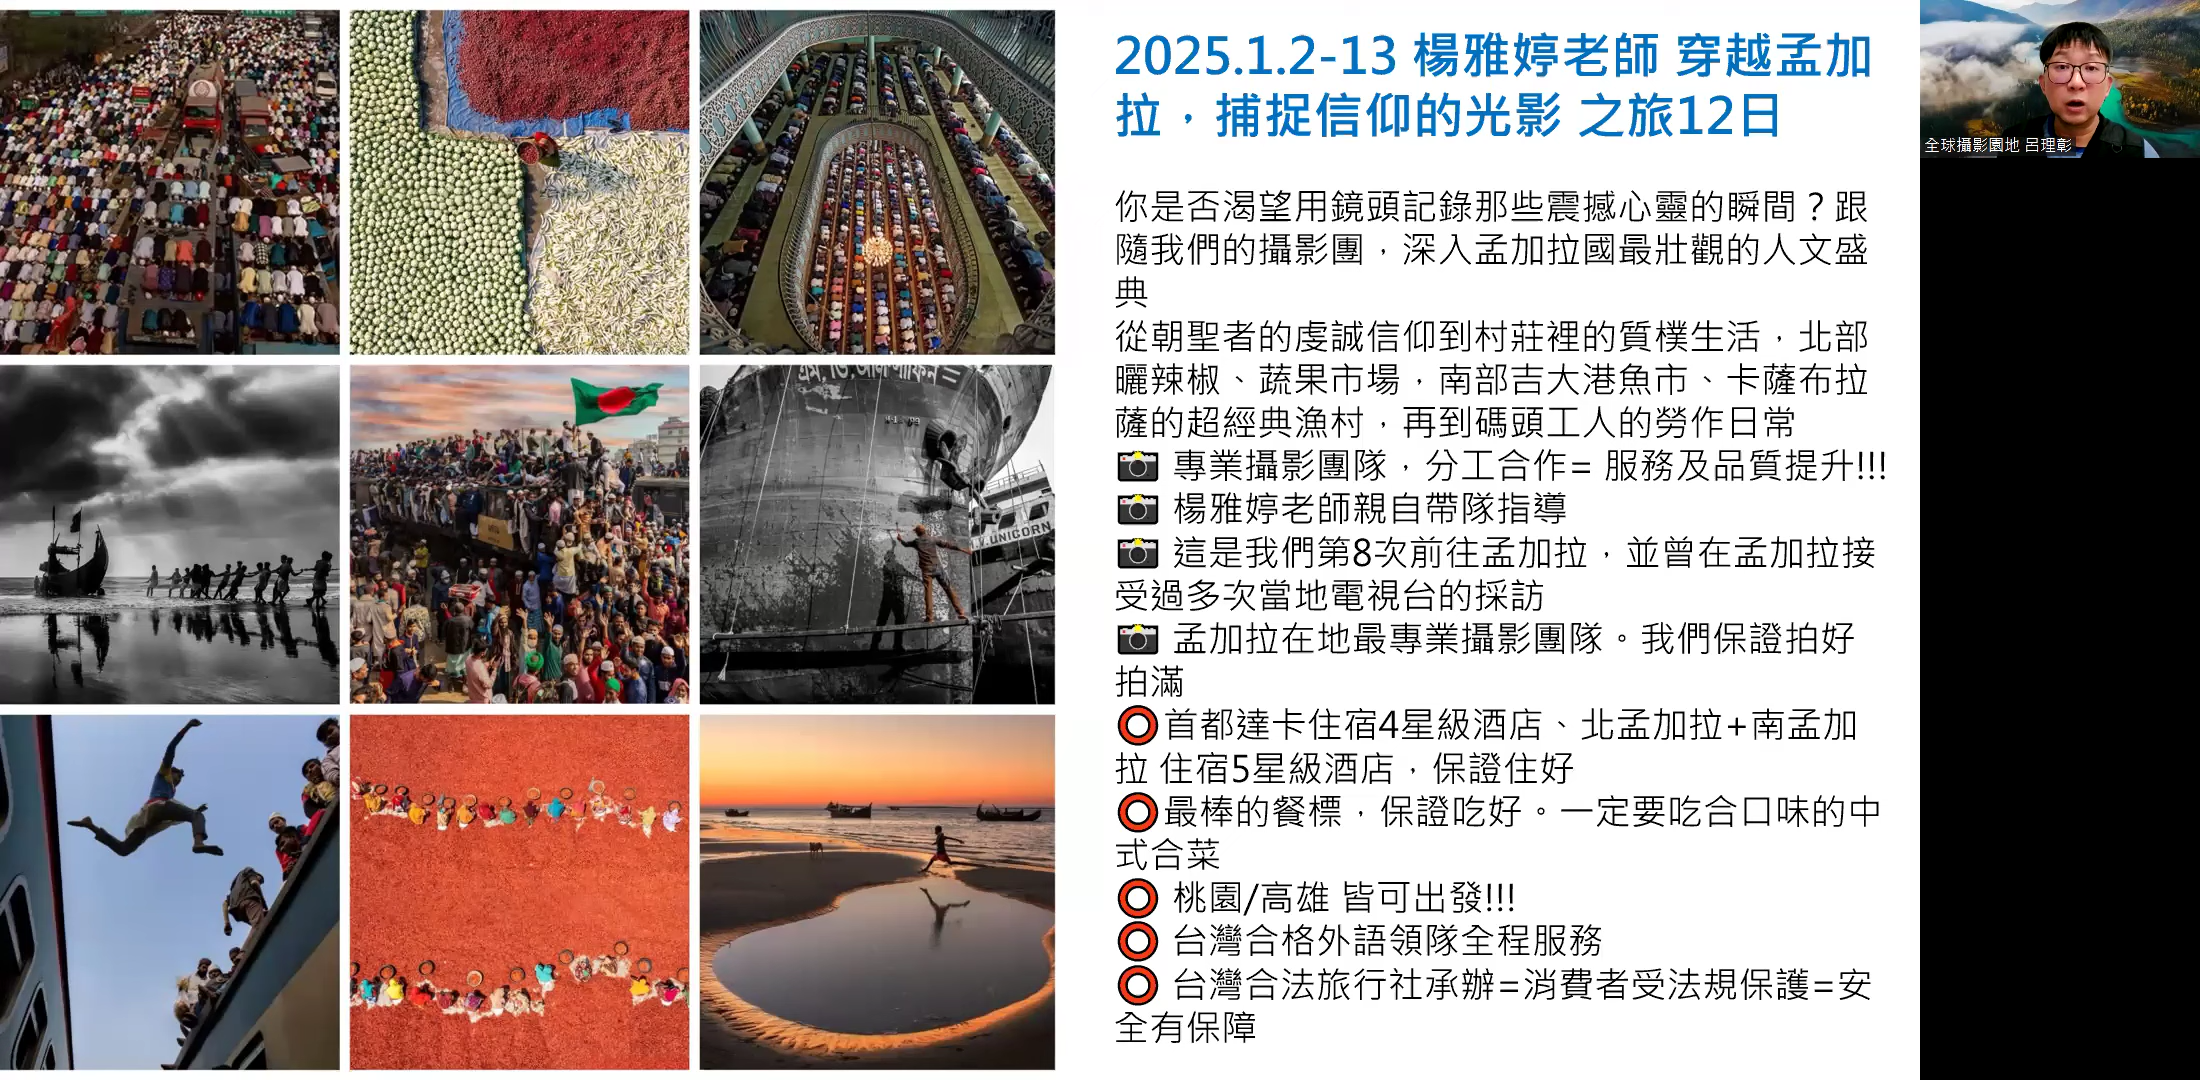 2025.1.2-13 楊雅婷老師 穿越孟加
拉，捕捉信仰的光影 之旅12日
你是否渴望用鏡頭記錄那些震撼心靈的瞬間？跟
隨我們的攝影團，深入孟加拉國最壯觀的人文盛
典
從朝聖者的虔誠信仰到村莊裡的質樸生活，北部
曬辣椒、蔬果市場，南部吉大港魚市、卡薩布拉
薩的超經典漁村，再到碼頭工人的勞作日常
📷 專業攝影團隊，分工合作= 服務及品質提升!!!
📷 楊雅婷老師親自帶隊指導
📷 這是我們第8次前往孟加拉，並曾在孟加拉接
受過多次當地電視台的採訪
📷 孟加拉在地最專業攝影團隊。我們保證拍好
拍滿
⭕首都達卡住宿4星級酒店、北孟加拉+南孟加
拉 住宿5星級酒店，保證住好
⭕最棒的餐標，保證吃好。一定要吃合口味的中
式合菜
⭕ 桃園/高雄 皆可出發!!!
⭕ 台灣合格外語領隊全程服務
⭕ 台灣合法旅行社承辦=消費者受法規保護=安
全有保障
全球攝影園地 呂理彰
UNICORN